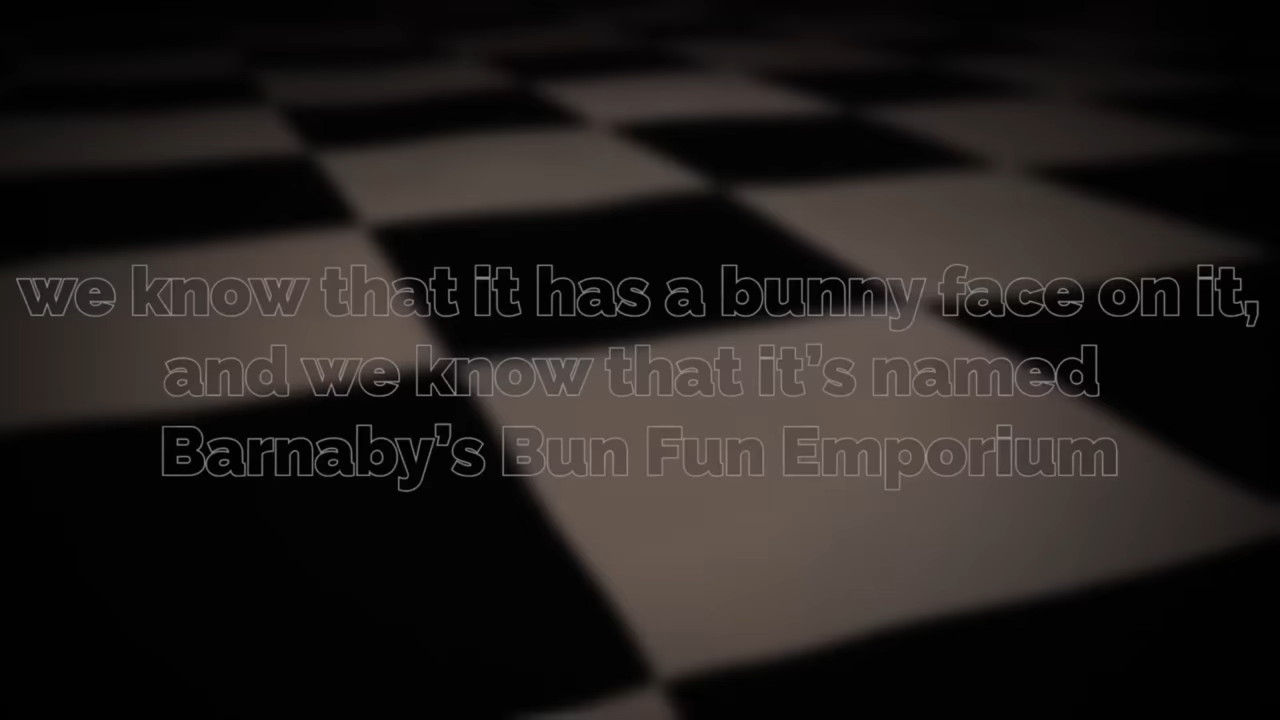 we know that it has a bunny face on it,
and we know that it’s named
Barnaby’s Bun Fun Emporium